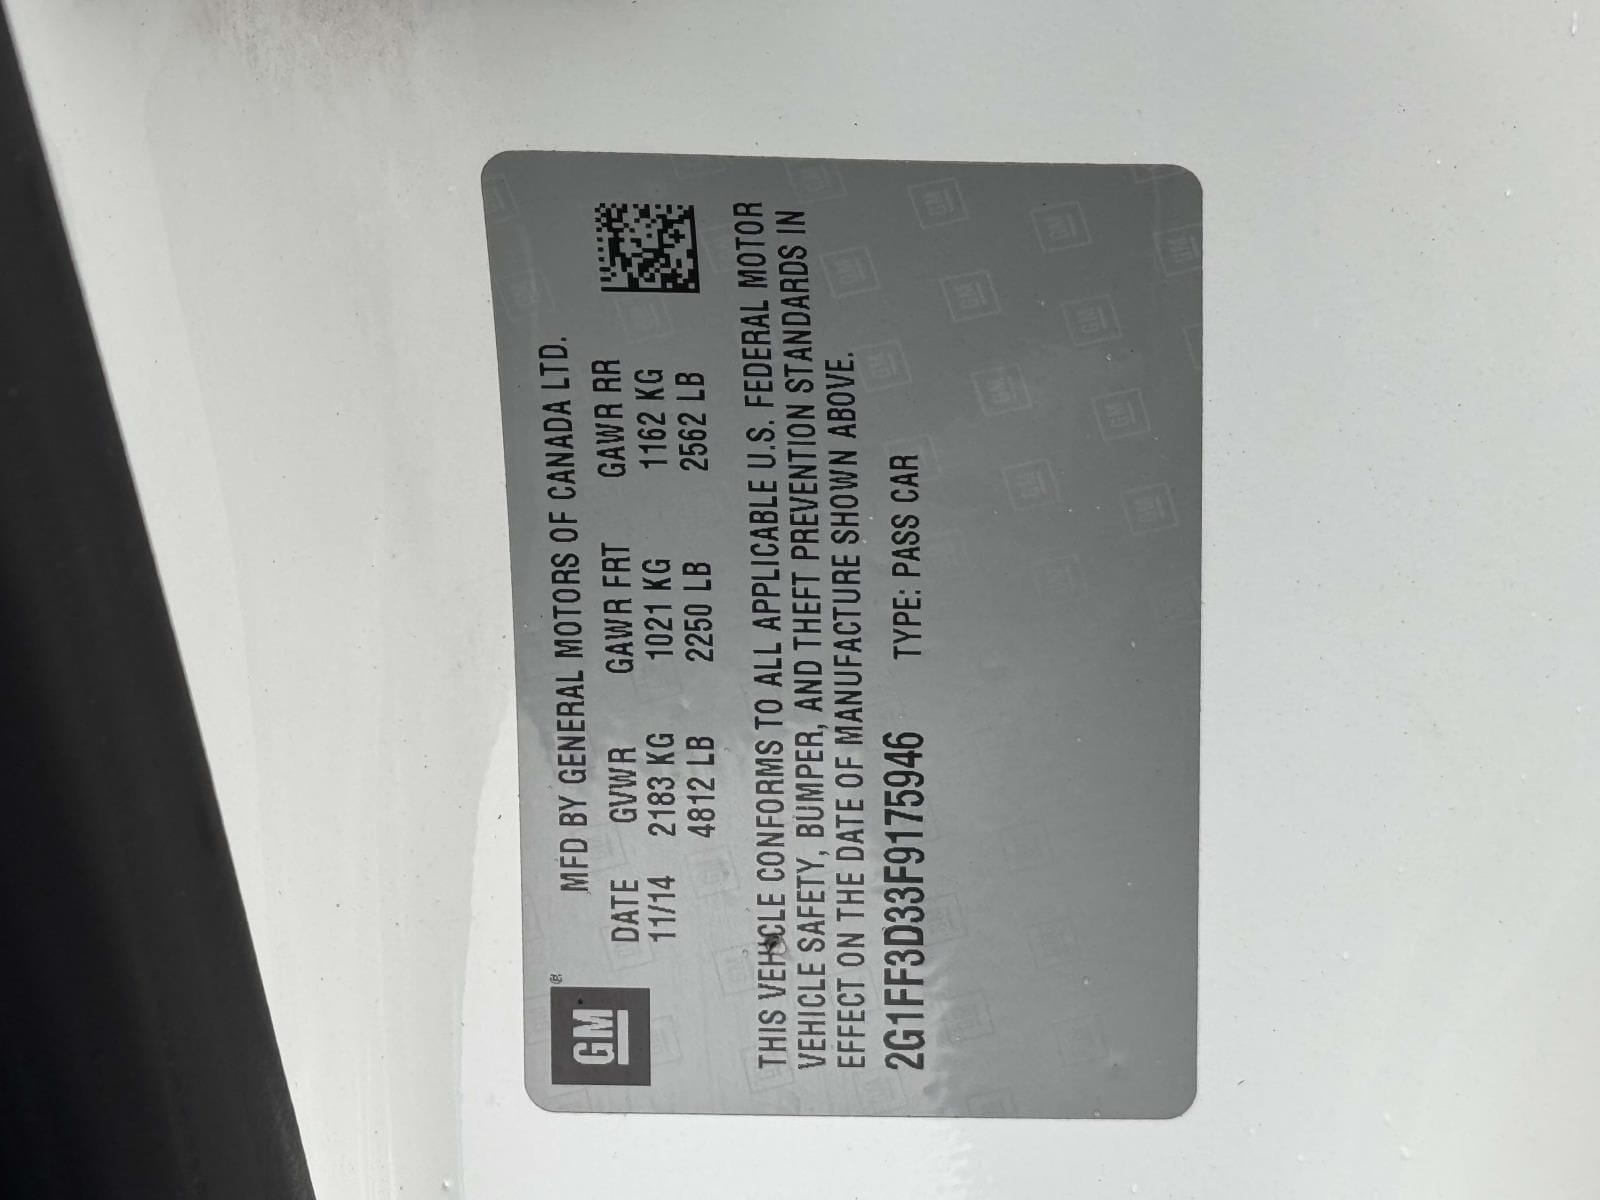 GM ®
MFD BY GENERAL MOTORS OF CANADA LTD.
DATE GVWR GAWR FRT GAWR RR
11/14 2183 KG 1021 KG 1162 KG
4812 LB 2250 LB 2562 LB
THIS VEHICLE CONFORMS TO ALL APPLICABLE U.S. FEDERAL MOTOR
VEHICLE SAFETY, BUMPER, AND THEFT PREVENTION STANDARDS IN
EFFECT ON THE DATE OF MANUFACTURE SHOWN ABOVE.
2G1FF3D33F9175946 TYPE: PASS CAR